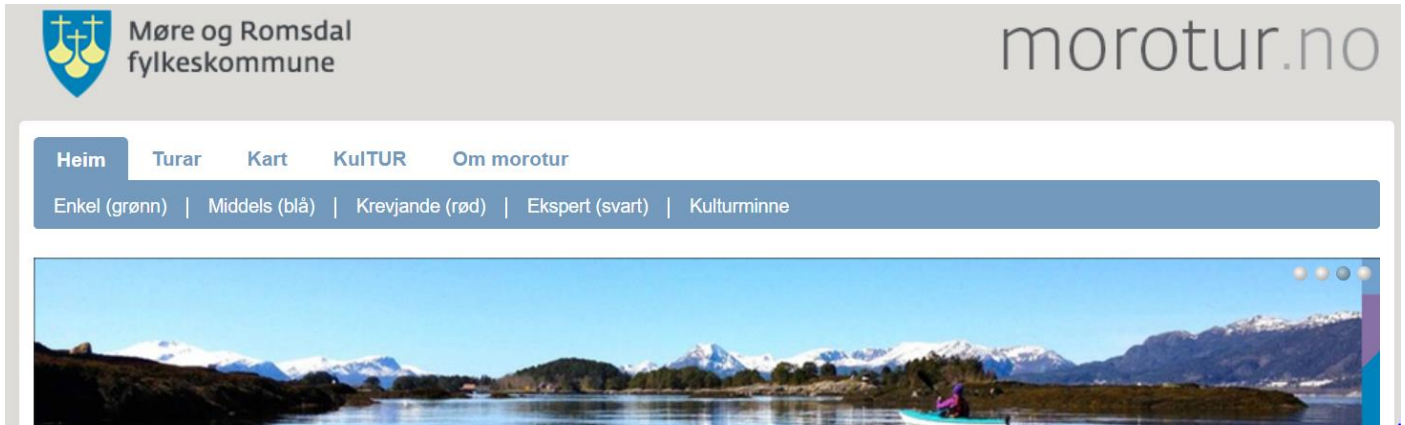 Møre og Romsdal
fylkeskommune
morotur.no
Heim Turar Kart KulTUR Om morotur
Enkel (grønn) | Middels (blå) | Krevjande (rød) | Ekspert (svart) | Kulturminne